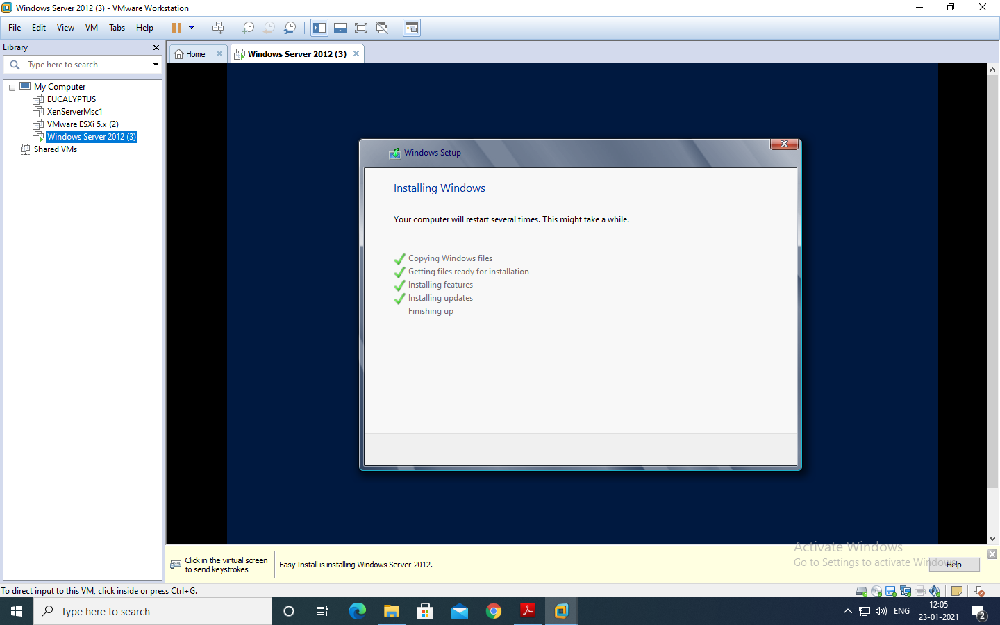 Windows Server 2012 (3) - VMware Workstation
File Edit View VM Tabs Help
Library
Type here to search
My Computer
EUCALYPTUS
XenServerMsc1
VMware ESXi 5.x (2)
Windows Server 2012 (3)
Shared VMs
Home
Windows Server 2012 (3)
Windows Setup
Installing Windows
Your computer will restart several times. This might take a while.
Copying Windows files
Getting files ready for installation
Installing features
Installing updates
Finishing up
Click in the virtual screen
to send keystrokes
Easy Install is installing Windows Server 2012.
Activate Windows
Go to Settings to activate Windows.
Help
To direct input to this VM, click inside or press Ctrl+G.
Type here to search
ENG
12:05
23-01-2021
2